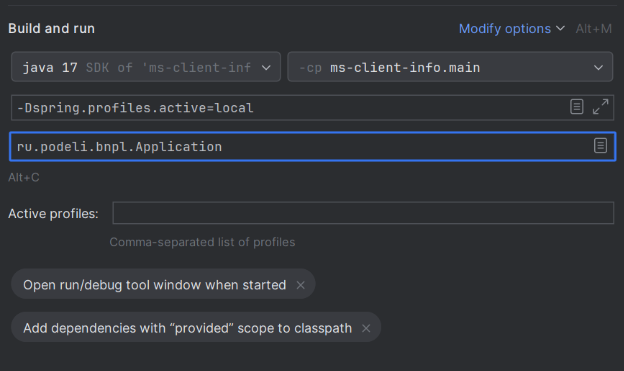 Build and run Modify options Alt+M
java 17 SDK of 'ms-client-inf -cp ms-client-info.main
-Dspring.profiles.active=local
ru.podeli.bnpl.Application
Alt+C
Active profiles:
Comma-separated list of profiles
Open run/debug tool window when started ×
Add dependencies with “provided” scope to classpath ×